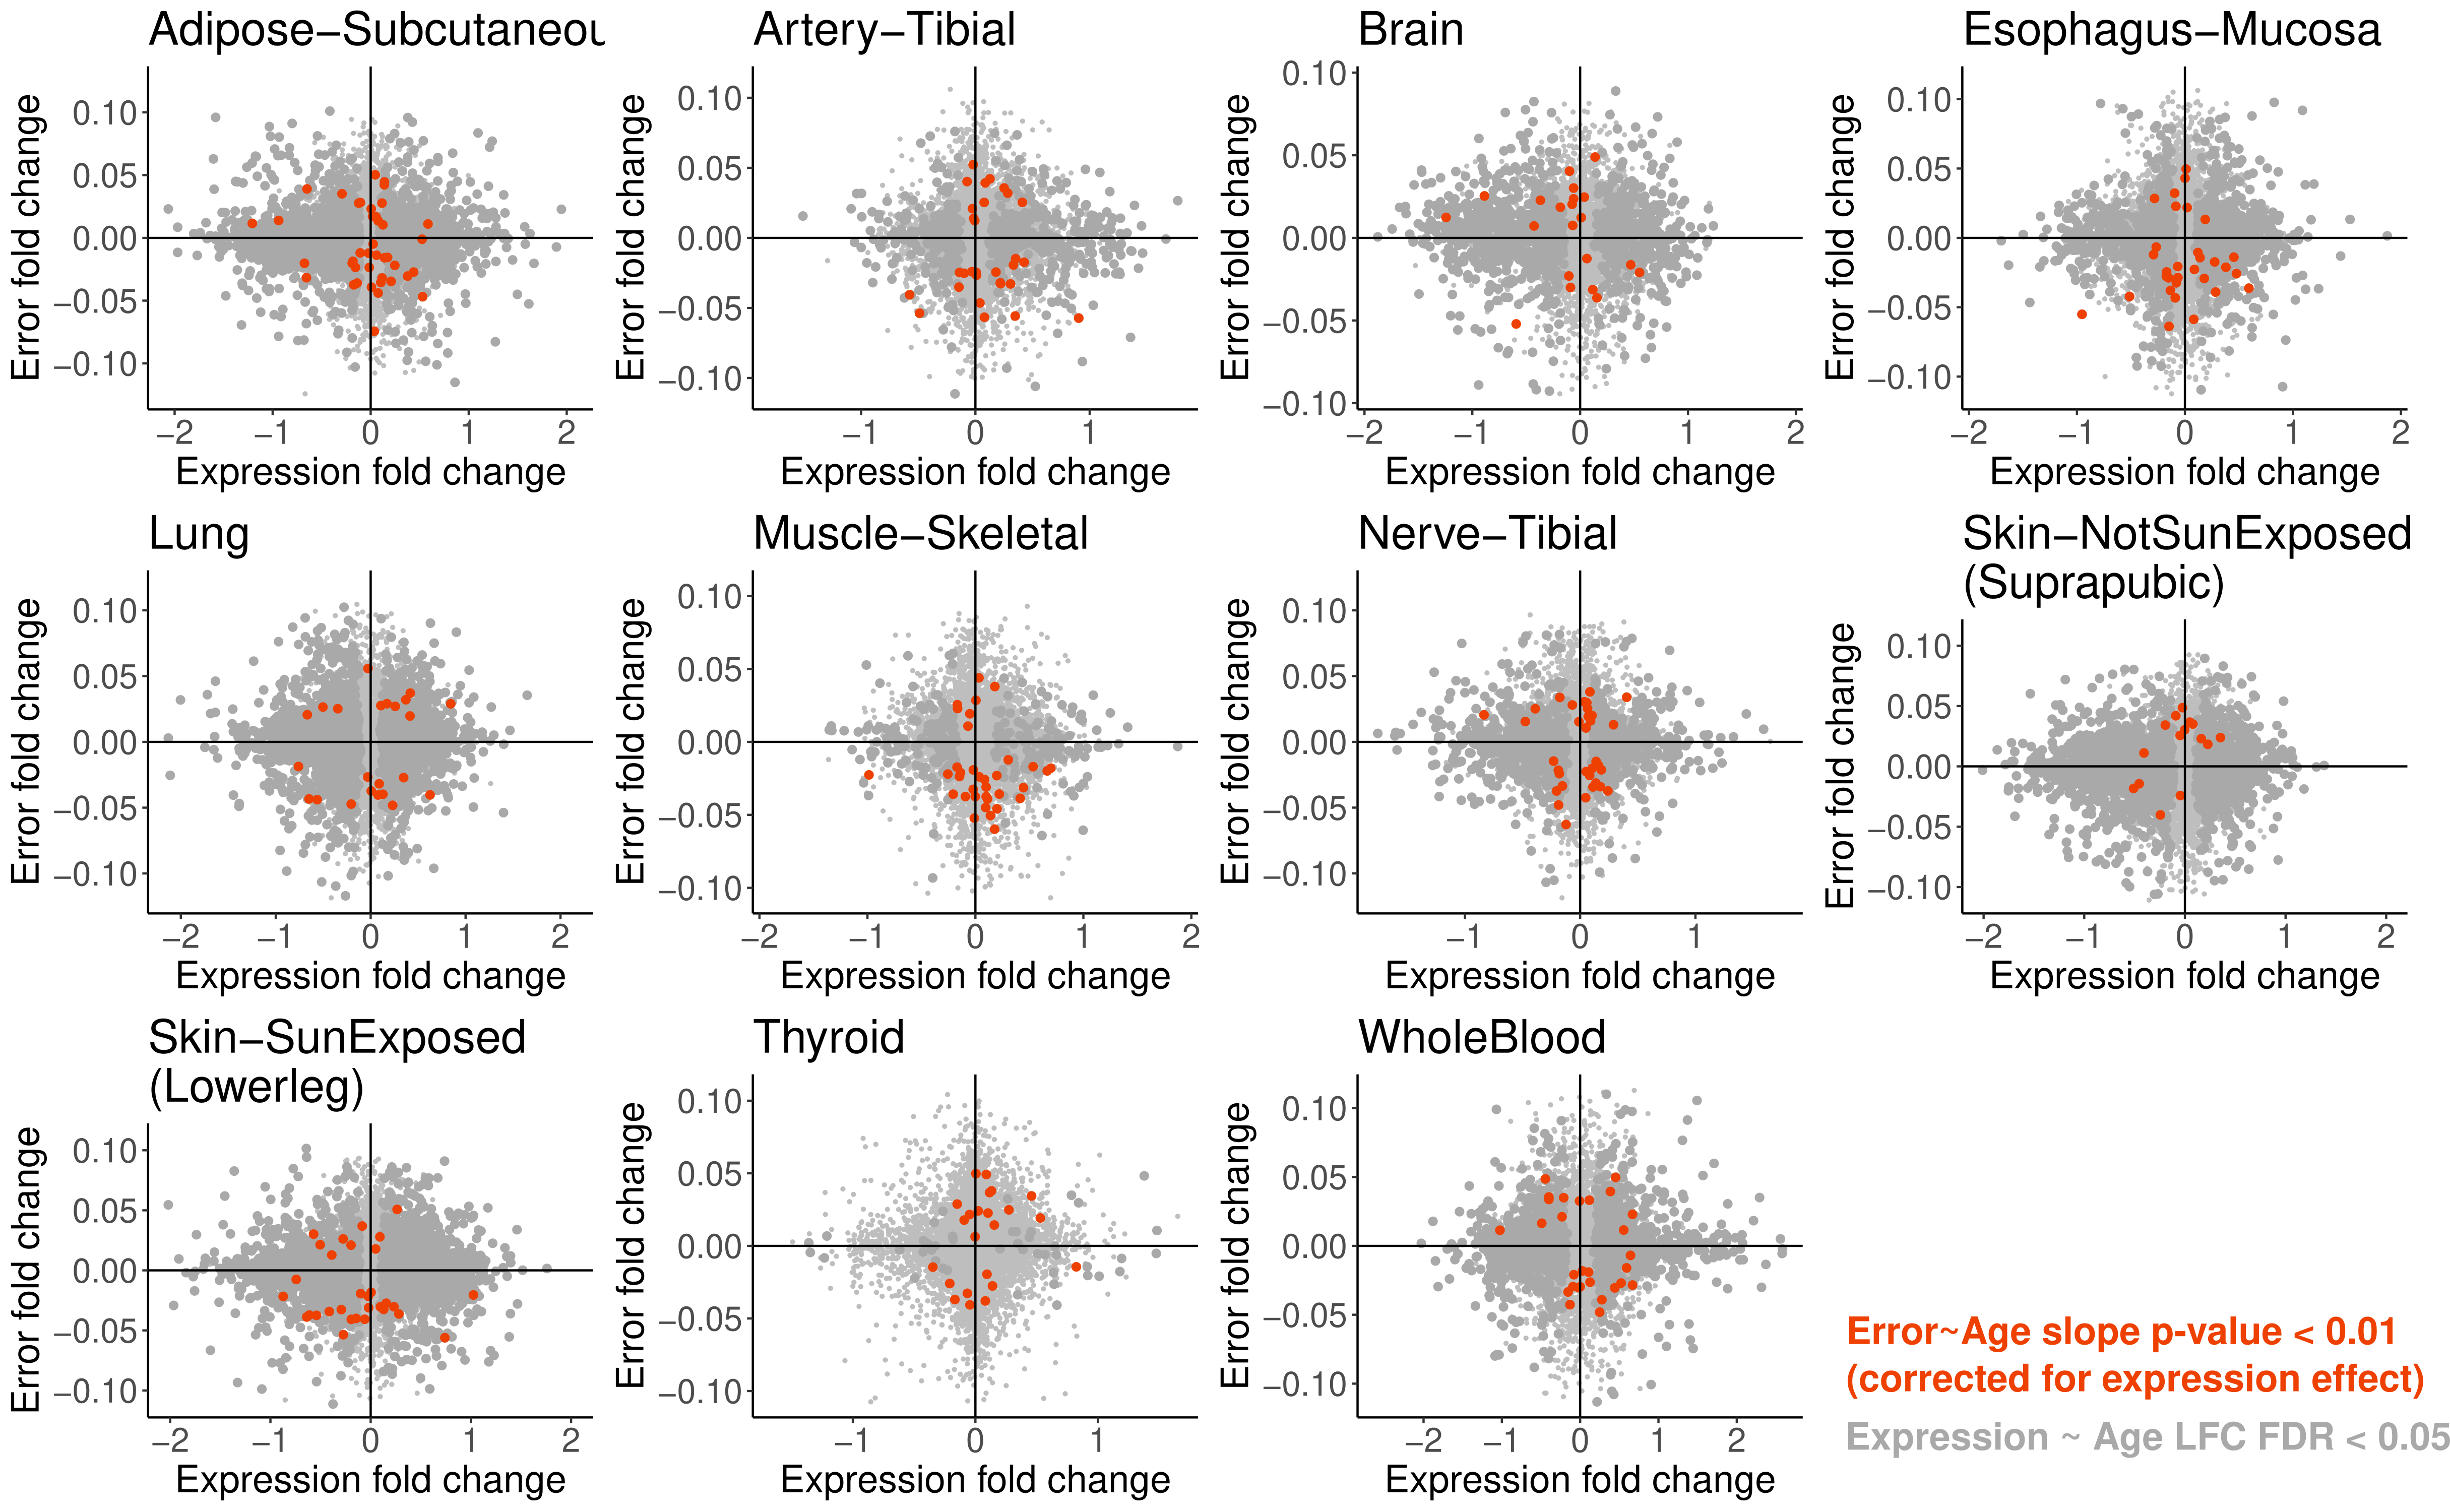 Adipose−Subcutaneou
Artery−Tibial
Brain
Esophagus−Mucosa
Error fold change
0.10
0.05
0.00
−0.05
−0.10
−2 −1 0 1 2
Expression fold change
Error fold change
0.10
0.05
0.00
−0.05
−0.10
−1 0 1
Expression fold change
Error fold change
0.10
0.05
0.00
−0.05
−0.10
−2 −1 0 1 2
Expression fold change
Error fold change
0.10
0.05
0.00
−0.05
−0.10
−2 −1 0 1 2
Expression fold change
Lung
Muscle−Skeletal
Nerve−Tibial
Skin−NotSunExposed
(Suprapubic)
Error fold change
0.10
0.05
0.00
−0.05
−0.10
−2 −1 0 1 2
Expression fold change
Error fold change
0.10
0.05
0.00
−0.05
−0.10
−2 −1 0 1 2
Expression fold change
Error fold change
0.10
0.05
0.00
−0.05
−0.10
−1 0 1
Expression fold change
Error fold change
0.10
0.05
0.00
−0.05
−0.10
−2 −1 0 1 2
Expression fold change
Skin−SunExposed
(Lowerleg)
Thyroid
WholeBlood
Error fold change
0.10
0.05
0.00
−0.05
−0.10
−2 −1 0 1 2
Expression fold change
Error fold change
0.10
0.05
0.00
−0.05
−0.10
−1 0 1
Expression fold change
Error fold change
0.10
0.05
0.00
−0.05
−0.10
−2 −1 0 1 2
Expression fold change
Error~Age slope p-value < 0.01
(corrected for expression effect)
Expression ~ Age LFC FDR < 0.05